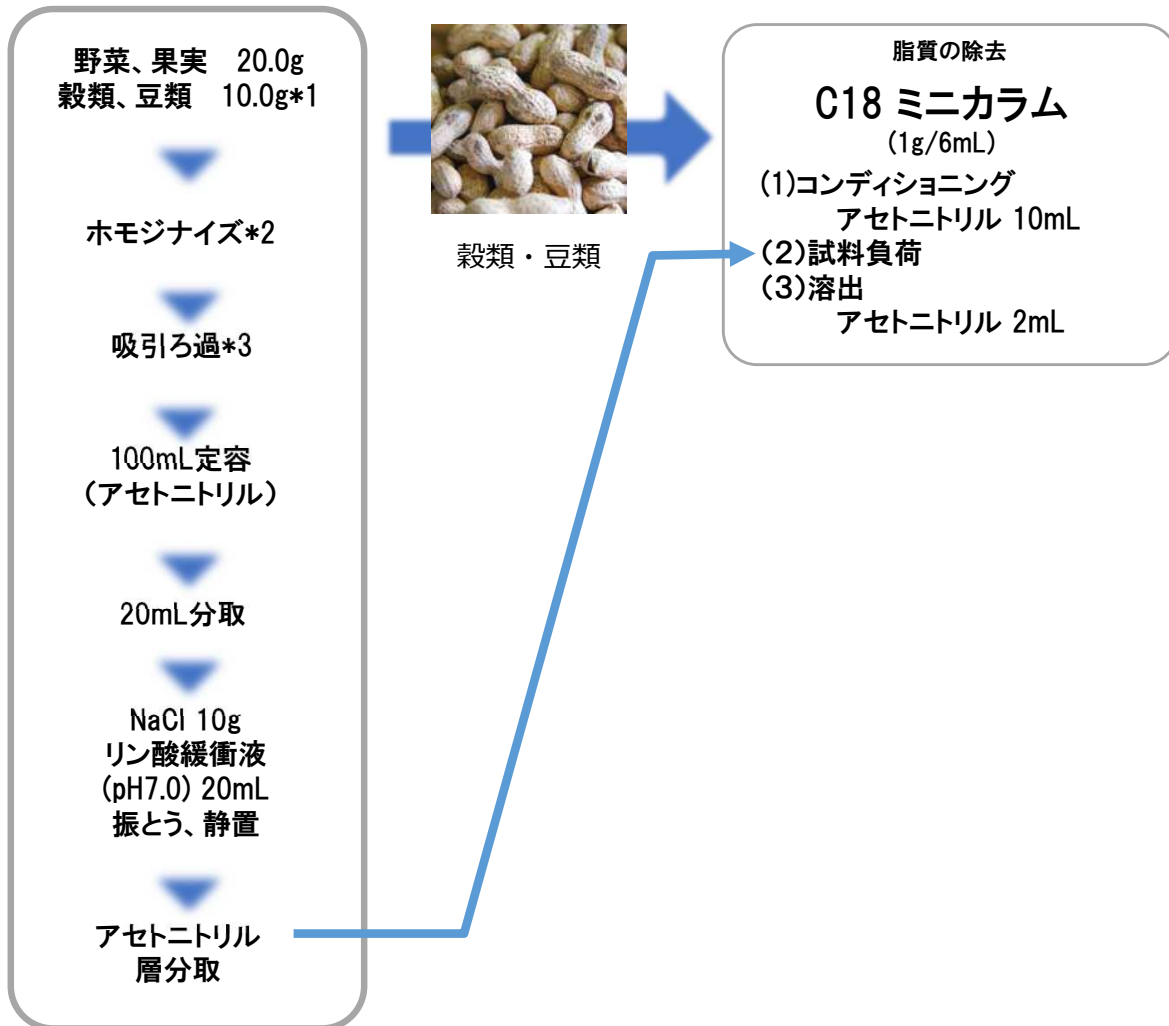 野菜、果実　20.0g
穀類、豆類　10.0g*1
ホモジナイズ*2
吸引ろ過*3
100mL定容
（アセトニトリル）
20mL分取
NaCl 10g
リン酸緩衝液
(pH7.0) 20mL
振とう、静置
アセトニトリル
層分取
穀類・豆類
脂質の除去
C18 ミニカラム
(1g/6mL)
(1)コンディショニング
アセトニトリル 10mL
(２)試料負荷
(３)溶出
アセトニトリル 2mL